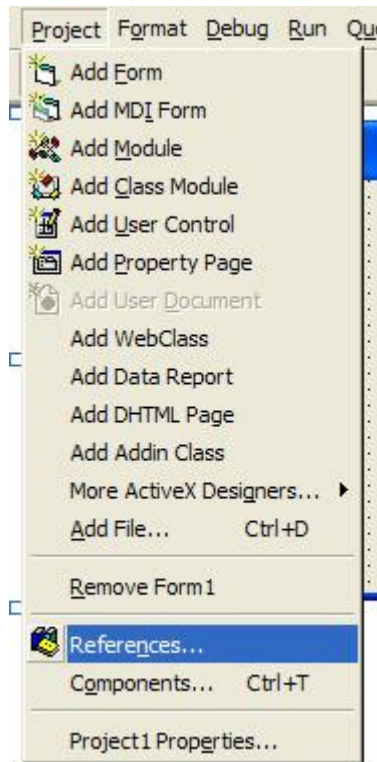 Project Format Debug Run Qu
Add Form
Add MDI Form
Add Module
Add Class Module
Add User Control
Add Property Page
Add User Document
Add WebClass
Add Data Report
Add DHTML Page
Add Addin Class
More ActiveX Designers...
Add File... Ctrl+D
Remove Form1
References...
Components... Ctrl+T
Project1 Properties...